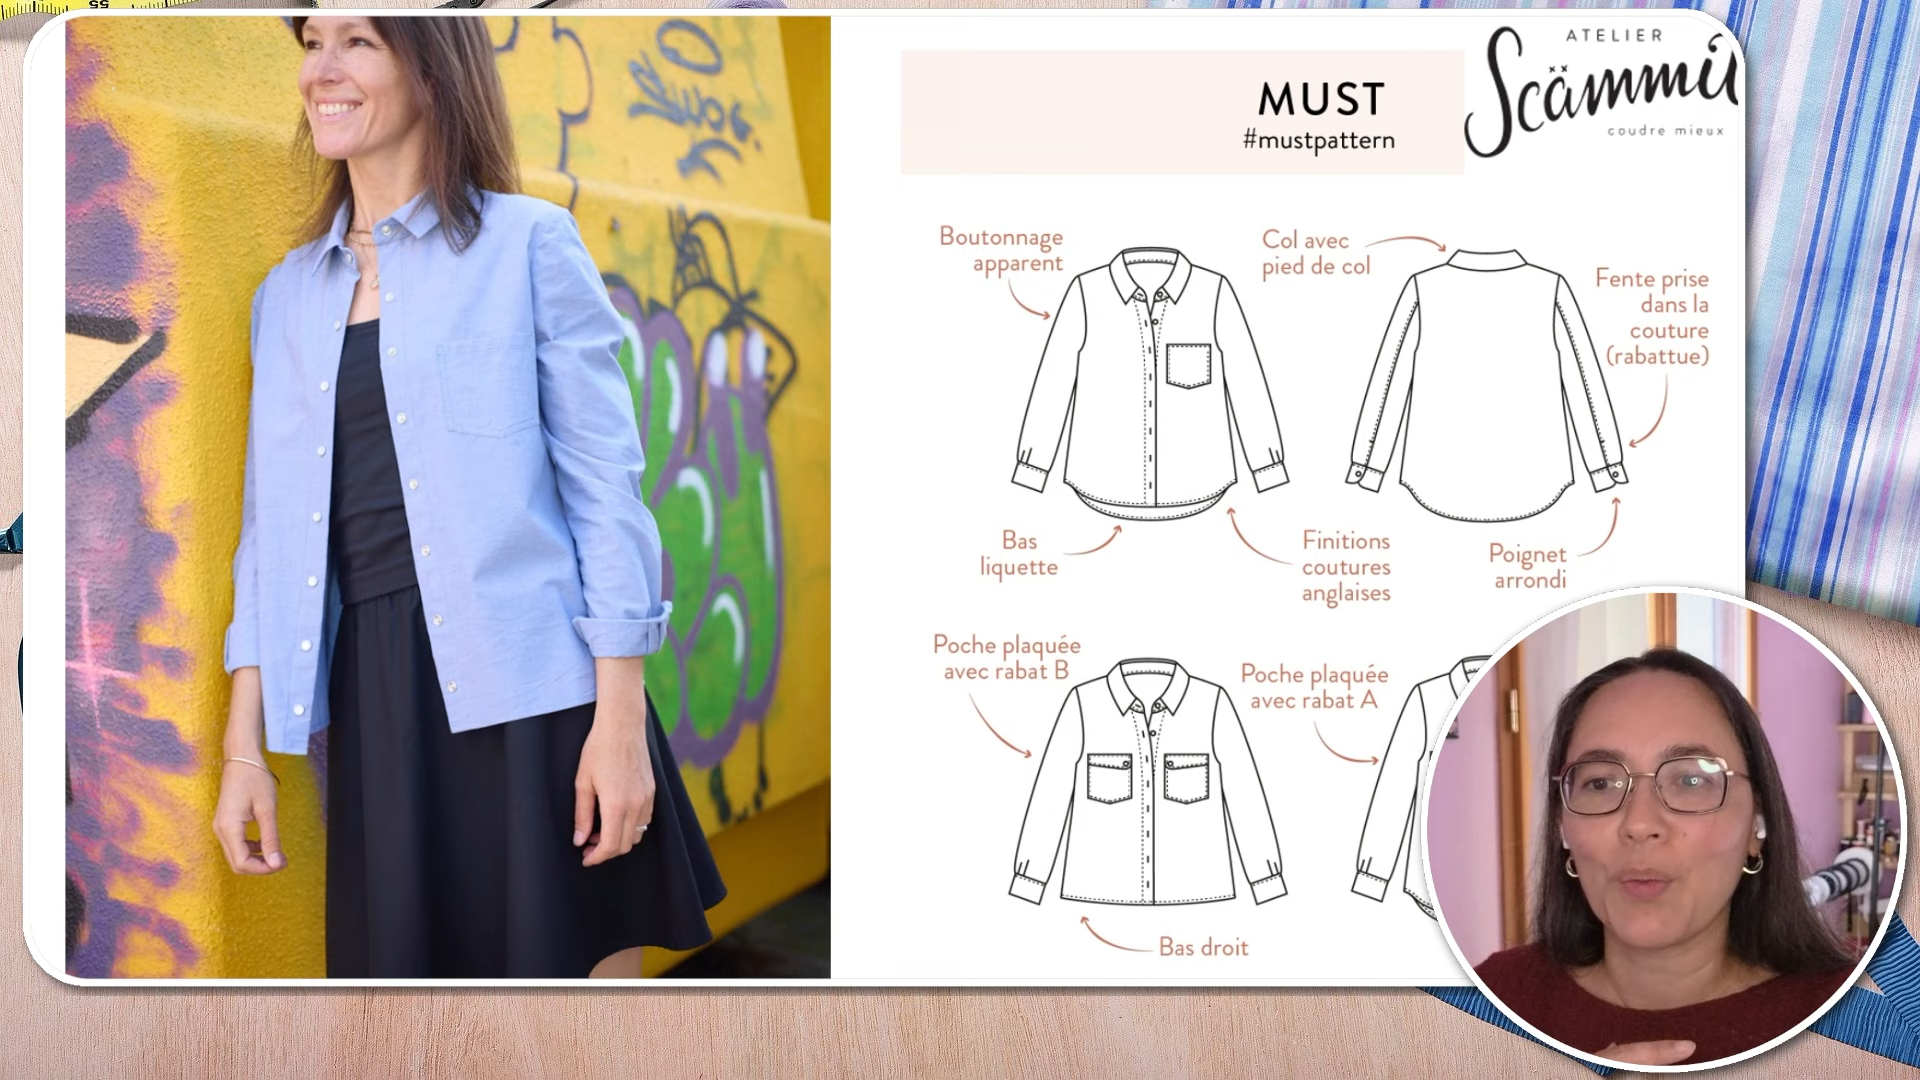 55
ATELIER
Scämmit
coudre mieux
MUST
#mustpattern
Boutonnage
apparent
Col avec
pied de col
Fente prise
dans la
couture
(rabattue)
Bas
liquette
Finitions
coutures
anglaises
Poignet
arrondi
Poche plaquée
avec rabat B
Poche plaquée
avec rabat A
Bas droit